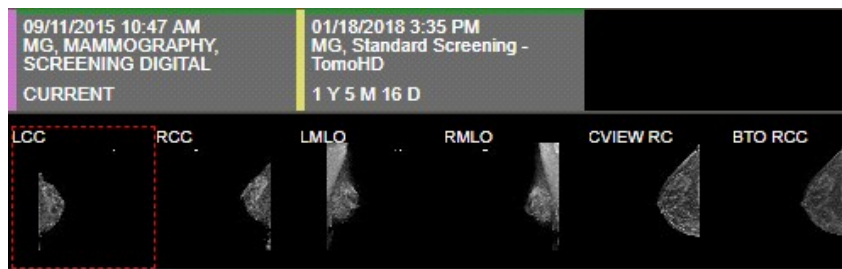 09/11/2015 10:47 AM
MG, MAMMOGRAPHY,
SCREENING DIGITAL
CURRENT
01/18/2018 3:35 PM
MG, Standard Screening -
TomoHD
1 Y 5 M 16 D
LCC
RCC
LMLO
RMLO
CVIEW RC
BTO RCC